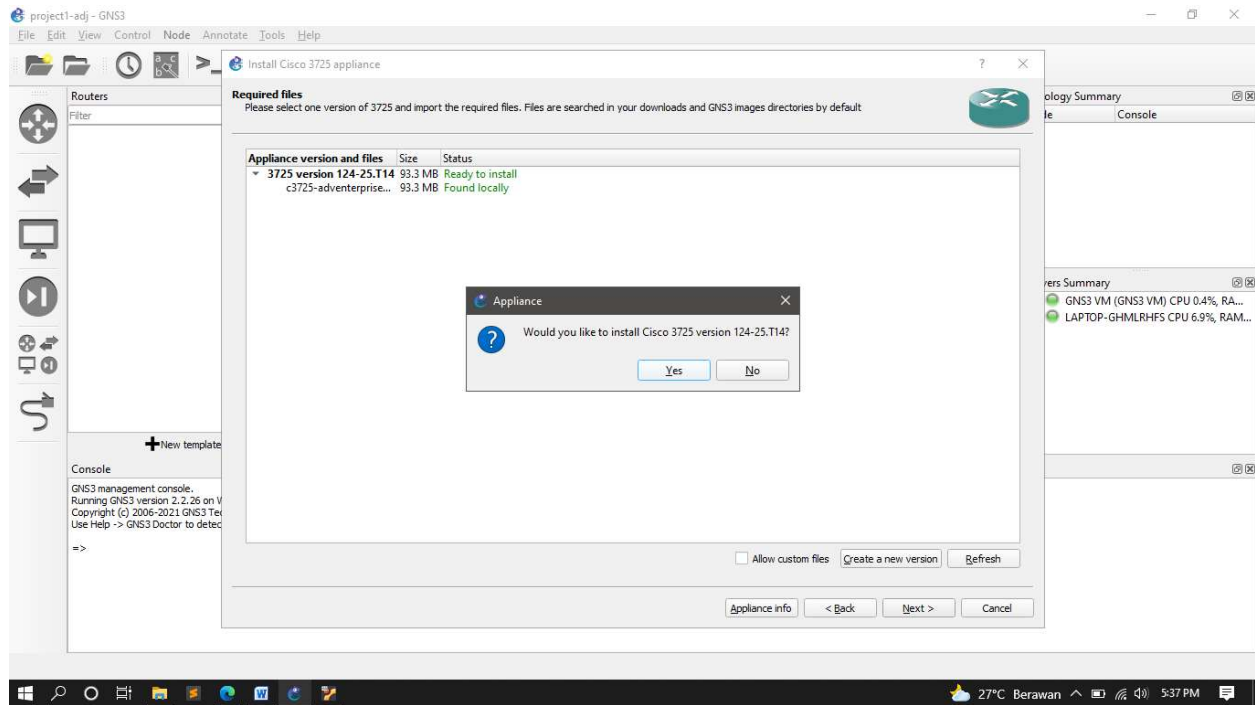 project1-adj - GNS3
File Edit View Control Node Annotate Tools Help
Install Cisco 3725 appliance
Routers
Filter
Required files
Please select one version of 3725 and import the required files. Files are searched in your downloads and GNS3 images directories by default
Appliance version and files Size Status
3725 version 124-25.T14 93.3 MB Ready to install
c3725-adventerprise... 93.3 MB Found locally
ology Summary
le Console
Appliance
Would you like to install Cisco 3725 version 124-25.T14?
Yes No
ers Summary
GNS3 VM (GNS3 VM) CPU 0.4%, RA...
LAPTOP-GHMLRHFS CPU 6.9%, RAM...
New template
Console
GNS3 management console.
Running GNS3 version 2.2.26 on W
Copyright (c) 2006-2021 GNS3 Tec
Use Help -> GNS3 Doctor to detec
=>
Allow custom files Create a new version Refresh
Appliance info < Back Next > Cancel
27°C Berawan 5:37 PM